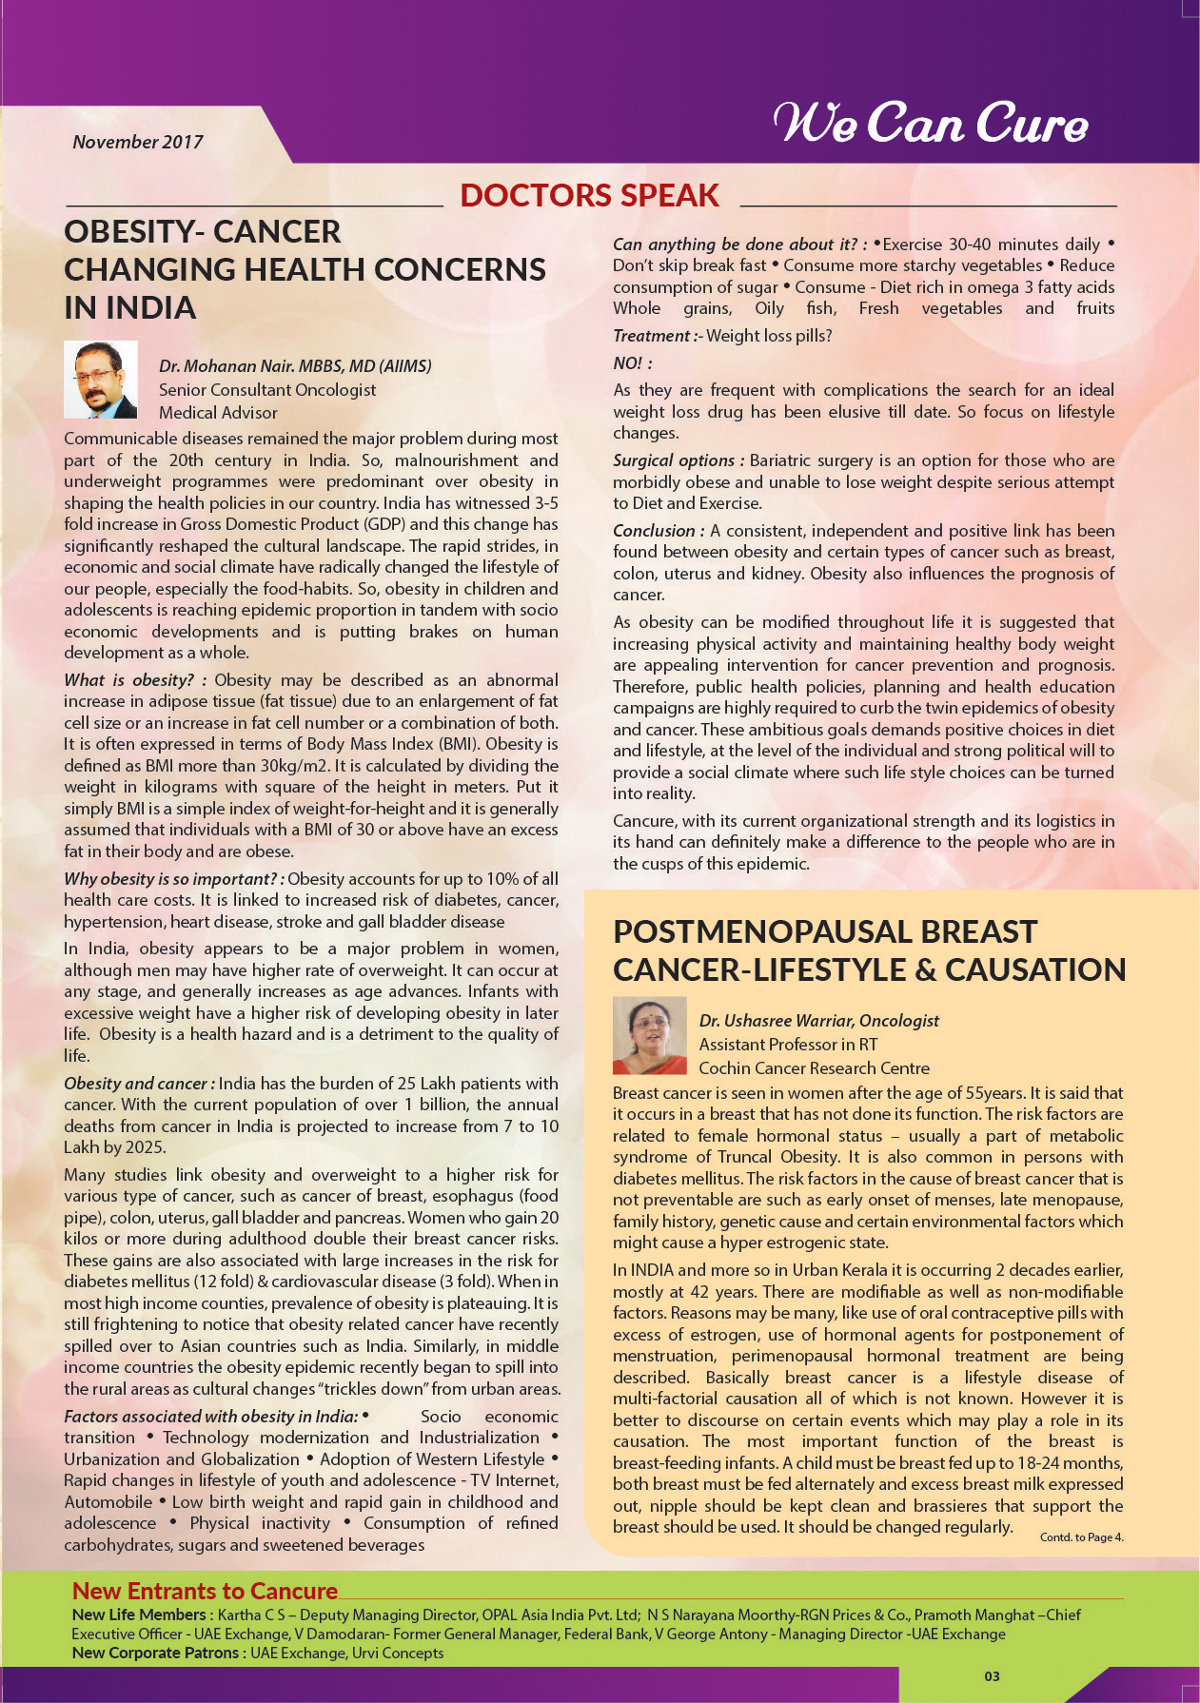 November 2017
We Can Cure
DOCTORS SPEAK
OBESITY- CANCER
CHANGING HEALTH CONCERNS
IN INDIA
Dr. Mohanan Nair. MBBS, MD (AIIMS)
Senior Consultant Oncologist
Medical Advisor
Communicable diseases remained the major problem during most
part of the 20th century in India. So, malnourishment and
underweight programmes were predominant over obesity in
shaping the health policies in our country. India has witnessed 3-5
fold increase in Gross Domestic Product (GDP) and this change has
significantly reshaped the cultural landscape. The rapid strides, in
economic and social climate have radically changed the lifestyle of
our people, especially the food-habits. So, obesity in children and
adolescents is reaching epidemic proportion in tandem with socio
economic developments and is putting brakes on human
development as a whole.
What is obesity? : Obesity may be described as an abnormal
increase in adipose tissue (fat tissue) due to an enlargement of fat
cell size or an increase in fat cell number or a combination of both.
It is often expressed in terms of Body Mass Index (BMI). Obesity is
defined as BMI more than 30kg/m2. It is calculated by dividing the
weight in kilograms with square of the height in meters. Put it
simply BMI is a simple index of weight-for-height and it is generally
assumed that individuals with a BMI of 30 or above have an excess
fat in their body and are obese.
Why obesity is so important? : Obesity accounts for up to 10% of all
health care costs. It is linked to increased risk of diabetes, cancer,
hypertension, heart disease, stroke and gall bladder disease
In India, obesity appears to be a major problem in women,
although men may have higher rate of overweight. It can occur at
any stage, and generally increases as age advances. Infants with
excessive weight have a higher risk of developing obesity in later
life. Obesity is a health hazard and is a detriment to the quality of
life.
Obesity and cancer : India has the burden of 25 Lakh patients with
cancer. With the current population of over 1 billion, the annual
deaths from cancer in India is projected to increase from 7 to 10
Lakh by 2025.
Many studies link obesity and overweight to a higher risk for
various type of cancer, such as cancer of breast, esophagus (food
pipe), colon, uterus, gall bladder and pancreas. Women who gain 20
kilos or more during adulthood double their breast cancer risks.
These gains are also associated with large increases in the risk for
diabetes mellitus (12 fold) & cardiovascular disease (3 fold). When in
most high income counties, prevalence of obesity is plateauing. It is
still frightening to notice that obesity related cancer have recently
spilled over to Asian countries such as India. Similarly, in middle
income countries the obesity epidemic recently began to spill into
the rural areas as cultural changes “trickles down” from urban areas.
Factors associated with obesity in India: • Socio economic
transition • Technology modernization and Industrialization •
Urbanization and Globalization • Adoption of Western Lifestyle •
Rapid changes in lifestyle of youth and adolescence - TV Internet,
Automobile • Low birth weight and rapid gain in childhood and
adolescence • Physical inactivity • Consumption of refined
carbohydrates, sugars and sweetened beverages
Can anything be done about it? : •Exercise 30-40 minutes daily •
Don’t skip break fast • Consume more starchy vegetables • Reduce
consumption of sugar • Consume - Diet rich in omega 3 fatty acids
Whole grains, Oily fish, Fresh vegetables and fruits
Treatment :- Weight loss pills?
NO! :
As they are frequent with complications the search for an ideal
weight loss drug has been elusive till date. So focus on lifestyle
changes.
Surgical options : Bariatric surgery is an option for those who are
morbidly obese and unable to lose weight despite serious attempt
to Diet and Exercise.
Conclusion : A consistent, independent and positive link has been
found between obesity and certain types of cancer such as breast,
colon, uterus and kidney. Obesity also influences the prognosis of
cancer.
As obesity can be modified throughout life it is suggested that
increasing physical activity and maintaining healthy body weight
are appealing intervention for cancer prevention and prognosis.
Therefore, public health policies, planning and health education
campaigns are highly required to curb the twin epidemics of obesity
and cancer. These ambitious goals demands positive choices in diet
and lifestyle, at the level of the individual and strong political will to
provide a social climate where such life style choices can be turned
into reality.
Cancure, with its current organizational strength and its logistics in
its hand can definitely make a difference to the people who are in
the cusps of this epidemic.
POSTMENOPAUSAL BREAST
CANCER-LIFESTYLE & CAUSATION
Dr. Ushasree Warriar, Oncologist
Assistant Professor in RT
Cochin Cancer Research Centre
Breast cancer is seen in women after the age of 55years. It is said that
it occurs in a breast that has not done its function. The risk factors are
related to female hormonal status – usually a part of metabolic
syndrome of Truncal Obesity. It is also common in persons with
diabetes mellitus. The risk factors in the cause of breast cancer that is
not preventable are such as early onset of menses, late menopause,
family history, genetic cause and certain environmental factors which
might cause a hyper estrogenic state.
In INDIA and more so in Urban Kerala it is occurring 2 decades earlier,
mostly at 42 years. There are modifiable as well as non-modifiable
factors. Reasons may be many, like use of oral contraceptive pills with
excess of estrogen, use of hormonal agents for postponement of
menstruation, perimenopausal hormonal treatment are being
described. Basically breast cancer is a lifestyle disease of
multi-factorial causation all of which is not known. However it is
better to discourse on certain events which may play a role in its
causation. The most important function of the breast is
breast-feeding infants. A child must be breast fed up to 18-24 months,
both breast must be fed alternately and excess breast milk expressed
out, nipple should be kept clean and brassieres that support the
breast should be used. It should be changed regularly.
Contd. to Page 4.
New Entrants to Cancure
New Life Members : Kartha C S – Deputy Managing Director, OPAL Asia India Pvt. Ltd; N S Narayana Moorthy-RGN Prices & Co., Pramoth Manghat –Chief
Executive Officer - UAE Exchange, V Damodaran- Former General Manager, Federal Bank, V George Antony - Managing Director -UAE Exchange
New Corporate Patrons : UAE Exchange, Urvi Concepts
03